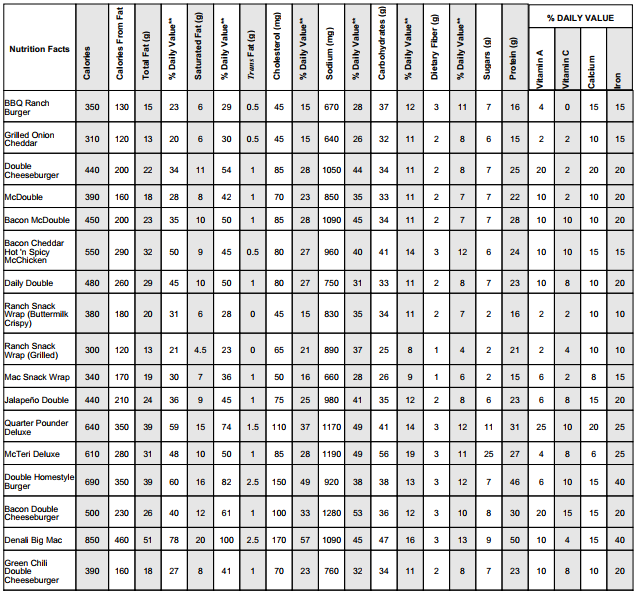 % DAILY VALUE
Nutrition Facts Calories Calories From Fat Total Fat (g) % Daily Value** Saturated Fat (g) % Daily Value** Trans Fat (g) Cholesterol (mg) % Daily Value** Sodium (mg) % Daily Value** Carbohydrates (g) % Daily Value** Dietary Fiber (g) % Daily Value** Sugars (g) Protein (g) Vitamin A Vitamin C Calcium Iron
BBQ Ranch
Burger 350 130 15 23 6 29 0.5 45 15 670 28 37 12 3 11 7 16 4 0 15 15
Grilled Onion
Cheddar 310 120 13 20 6 30 0.5 45 15 640 26 32 11 2 8 6 15 2 2 10 15
Double
Cheeseburger 440 200 22 34 11 54 1 85 28 1050 44 34 11 2 8 7 25 20 2 20 20
McDouble 390 160 18 28 8 42 1 70 23 850 35 33 11 2 7 7 22 10 2 10 20
Bacon McDouble 450 200 23 35 10 50 1 85 28 1090 45 34 11 2 7 7 28 10 10 10 20
Bacon Cheddar
Hot 'n Spicy
McChicken 550 290 32 50 9 45 0.5 80 27 960 40 41 14 3 12 6 24 10 10 15 15
Daily Double 480 260 29 45 10 50 1 80 27 750 31 33 11 2 8 7 23 10 8 10 20
Ranch Snack
Wrap (Buttermilk
Crispy) 380 180 20 31 6 28 0 45 15 830 35 40 13 2 7 2 16 2 2 10 10
Ranch Snack
Wrap (Grilled) 300 120 13 21 4.5 23 0 65 21 890 37 25 8 1 4 2 21 2 4 10 10
Mac Snack Wrap 340 170 19 30 7 36 1 50 16 660 28 26 9 1 6 2 15 6 2 8 15
Jalapeño Double 440 210 24 36 9 45 1 75 25 980 41 35 12 2 8 6 23 6 8 15 20
Quarter Pounder
Deluxe 640 350 39 59 15 74 1.5 110 37 1170 49 41 14 3 12 11 31 25 10 20 25
McTeri Deluxe 610 280 31 48 10 50 1 85 28 1190 49 56 19 3 11 25 27 4 8 6 25
Double Homestyle
Burger 690 350 39 60 16 82 2.5 150 49 920 38 38 13 3 12 7 46 6 10 15 40
Bacon Double
Cheeseburger 500 230 26 40 12 61 1 100 33 1280 53 36 12 3 10 8 30 20 15 15 20
Denali Big Mac 850 460 51 78 20 100 2.5 170 57 1090 45 47 16 3 13 9 50 10 4 15 40
Green Chili
Double
Cheeseburger 390 160 18 27 8 41 1 70 23 760 32 34 11 2 8 7 23 10 8 10 20